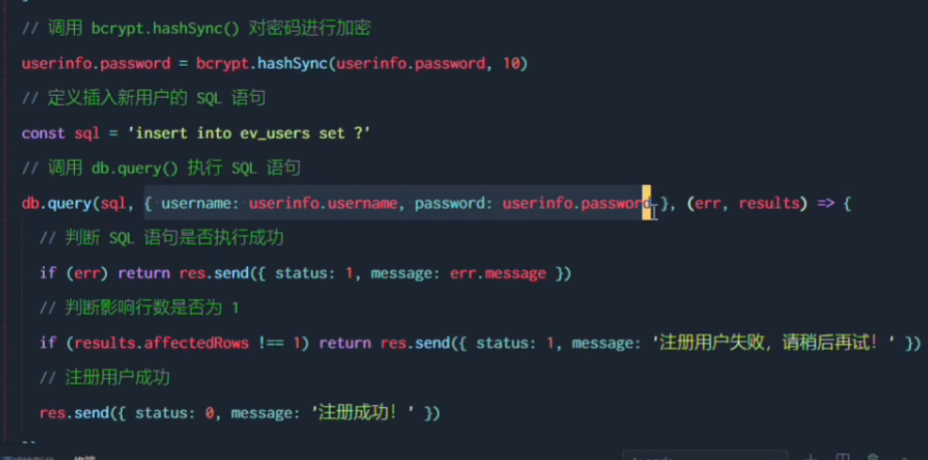 // 调用 bcrypt.hashSync() 对密码进行加密
userinfo.password = bcrypt.hashSync(userinfo.password, 10)
// 定义插入新用户的 SQL 语句
const sql = 'insert into ev_users set ?'
// 调用 db.query() 执行 SQL 语句
db.query(sql, { username: userinfo.username, password: userinfo.password }, (err, results) => {
// 判断 SQL 语句是否执行成功
if (err) return res.send({ status: 1, message: err.message })
// 判断影响行数是否为 1
if (results.affectedRows !== 1) return res.send({ status: 1, message: '注册用户失败，请稍后再试！' })
// 注册用户成功
res.send({ status: 0, message: '注册成功！' })